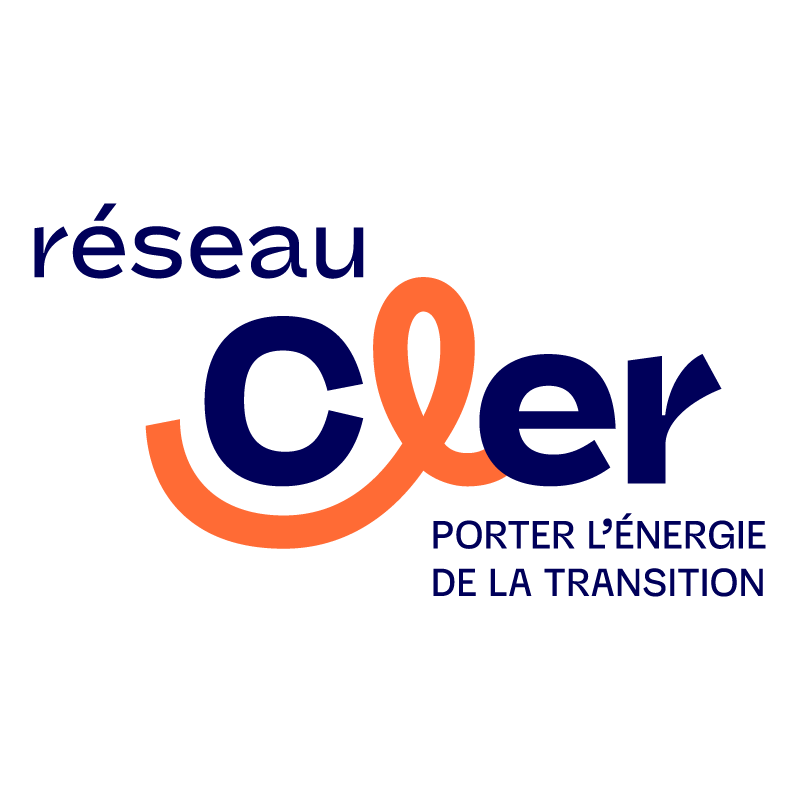 réseau
Cler
PORTER L’ÉNERGIE
DE LA TRANSITION